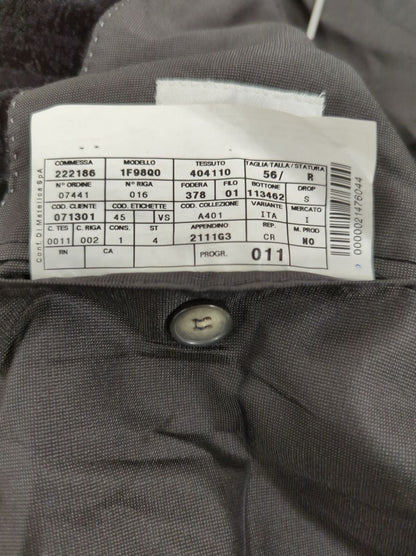 COMMESSA MODELLO TESSUTO TAGLIA/TALLA/STATURA
222186 1F98Q0 404110 56/ R
N° ORDINE N° RIGA FODERA FILO BOTTONE DROP
07441 016 378 01 113462 S
COD. CLIENTE COD. ETICHETTE COD. COLLEZIONE VARIANTE MERCATO
071301 45 VS A401 ITA I
C. TES C. RIGA CONS. ST APPENDINO REP. M. PROD
0011 002 1 4 2111G3 CR NO
RN CA PROGR. 011
Conf. Di Matelica SpA
0000021476044